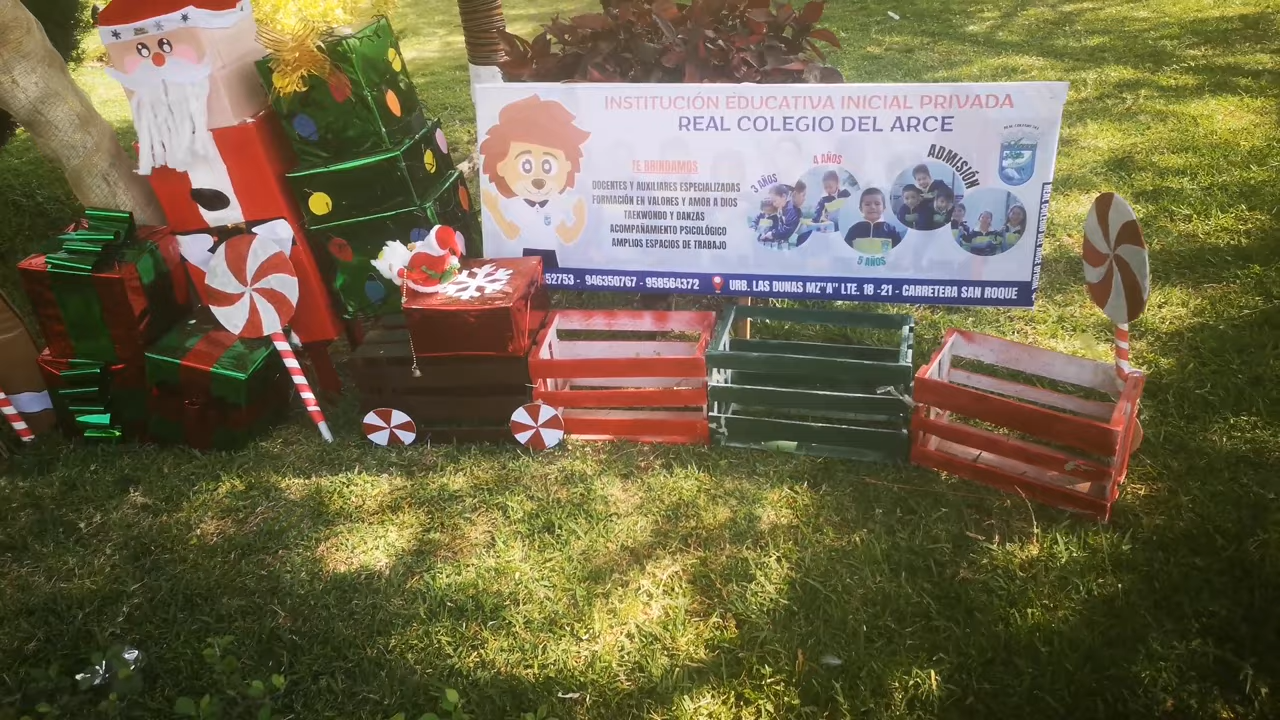 INSTITUCIÓN EDUCATIVA INICIAL PRIVADA
REAL COLEGIO DEL ARCE
TE BRINDAMOS
DOCENTES Y AUXILIARES ESPECIALIZADAS
FORMACIÓN EN VALORES Y AMOR A DIOS
TAEKWONDO Y DANZAS
ACOMPAÑAMIENTO PSICOLÓGICO
AMPLIOS ESPACIOS DE TRABAJO
3 AÑOS
4 AÑOS
5 AÑOS
ADMISIÓN
52753 - 946350767 - 958564372
URB. LAS DUNAS MZ"A" LTE. 18 -21 - CARRETERA SAN ROQUE